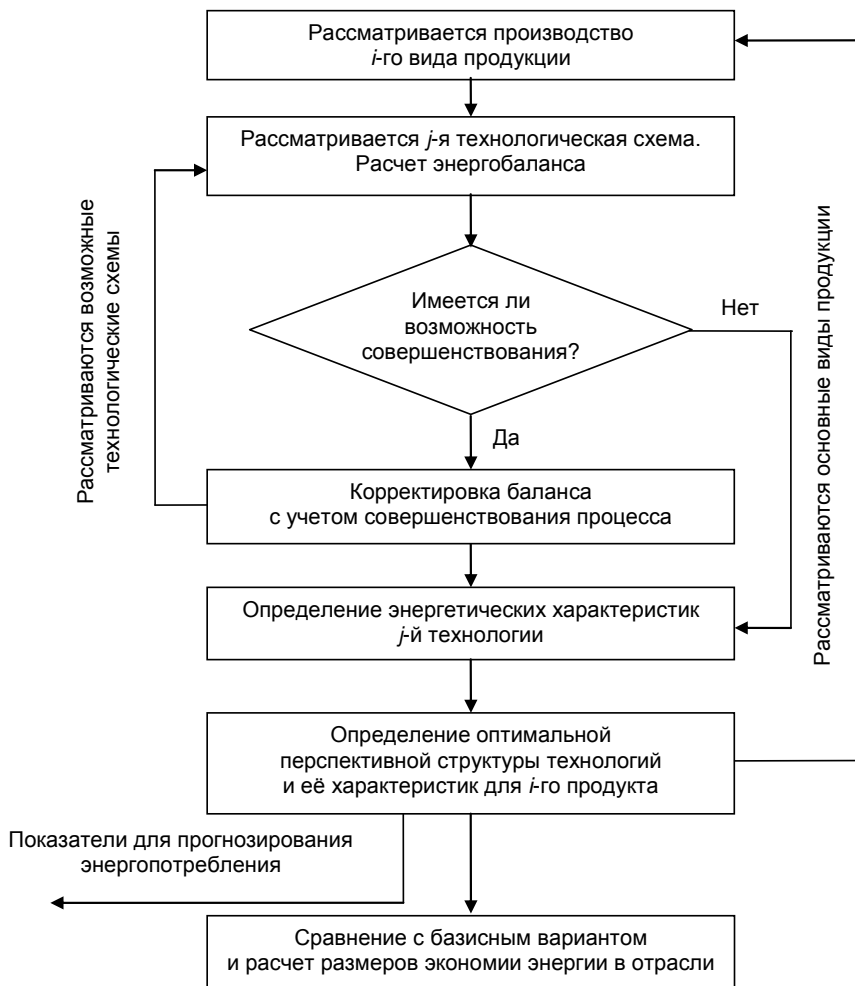 Рассматривается производство
i-го вида продукции
Рассматривается j-я технологическая схема.
Расчет энергобаланса
Рассматриваются возможные
технологические схемы
Имеется ли
возможность
совершенствования?
Нет
Да
Рассматриваются основные виды продукции
Корректировка баланса
с учетом совершенствования процесса
Определение энергетических характеристик
j-й технологии
Определение оптимальной
перспективной структуры технологий
и её характеристик для i-го продукта
Показатели для прогнозирования
энергопотребления
Сравнение с базисным вариантом
и расчет размеров экономии энергии в отрасли